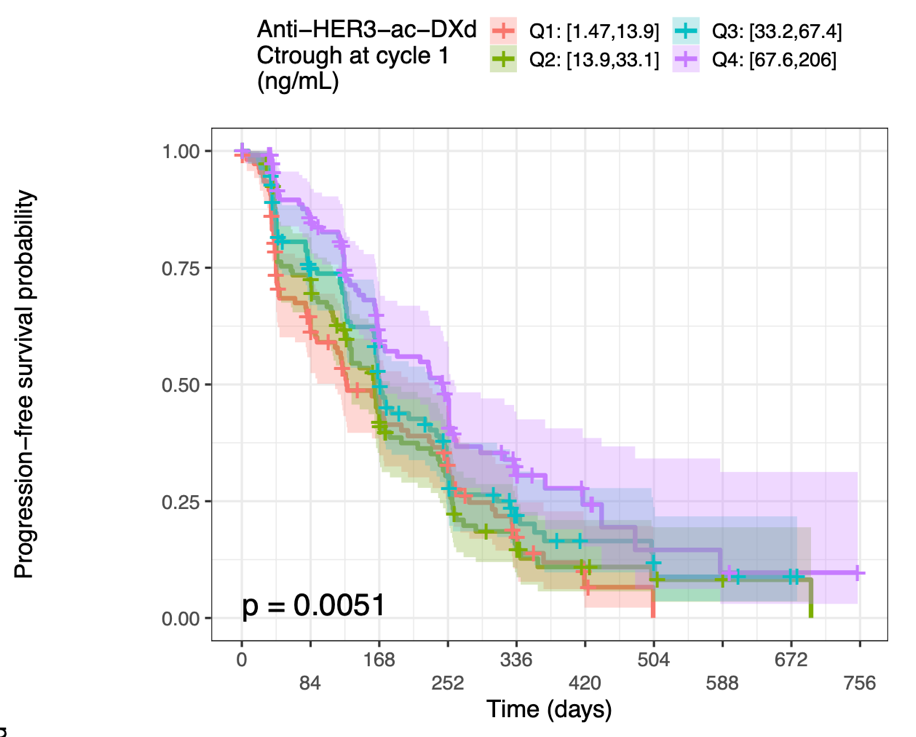 Anti−HER3−ac−DXd
Ctrough at cycle 1
(ng/mL)
Q1: [1.47,13.9]
Q2: [13.9,33.1]
Q3: [33.2,67.4]
Q4: [67.6,206]
Progression−free survival probability
1.00
0.75
0.50
0.25
0.00
p = 0.0051
0 168 336 504 672
84 252 420 588 756
Time (days)